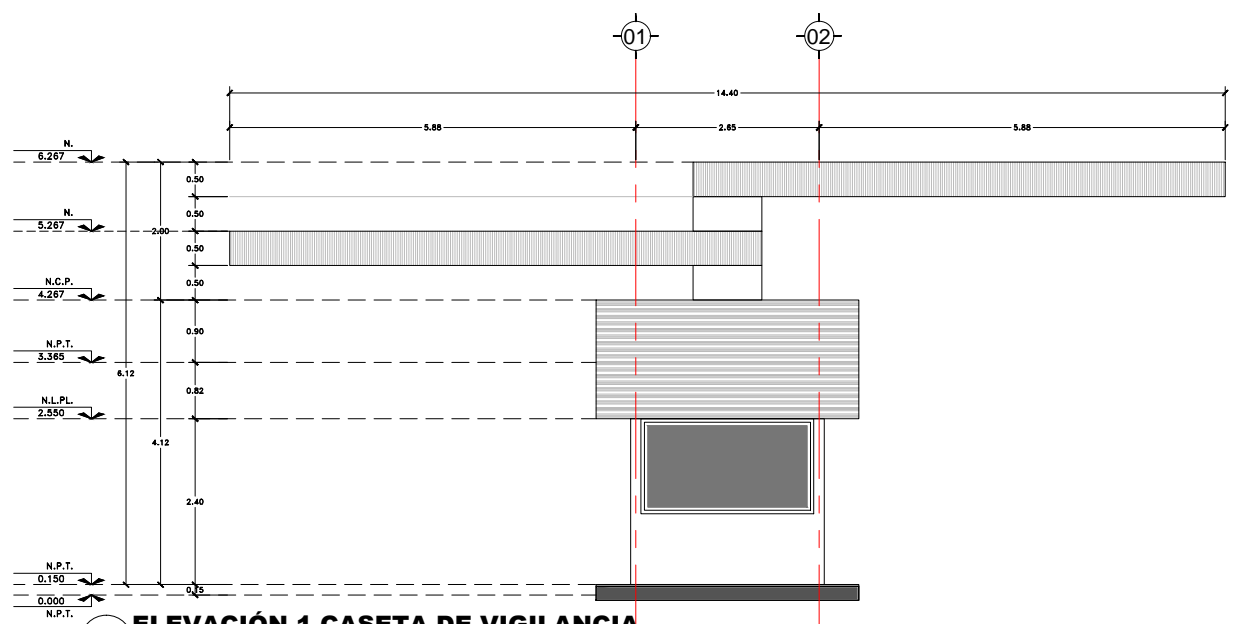 01 02
14.40
5.88 2.65 5.88
N.
6.267
0.50
0.50
N.
5.267
2.00
0.50
0.50
N.C.P.
4.267
0.90
N.P.T.
3.365
6.12
0.82
N.L.PL.
2.550
4.12
2.40
N.P.T.
0.150
0.15
0.000
N.P.T.
ELEVACIÓN 1 CASETA DE VIGILANCIA